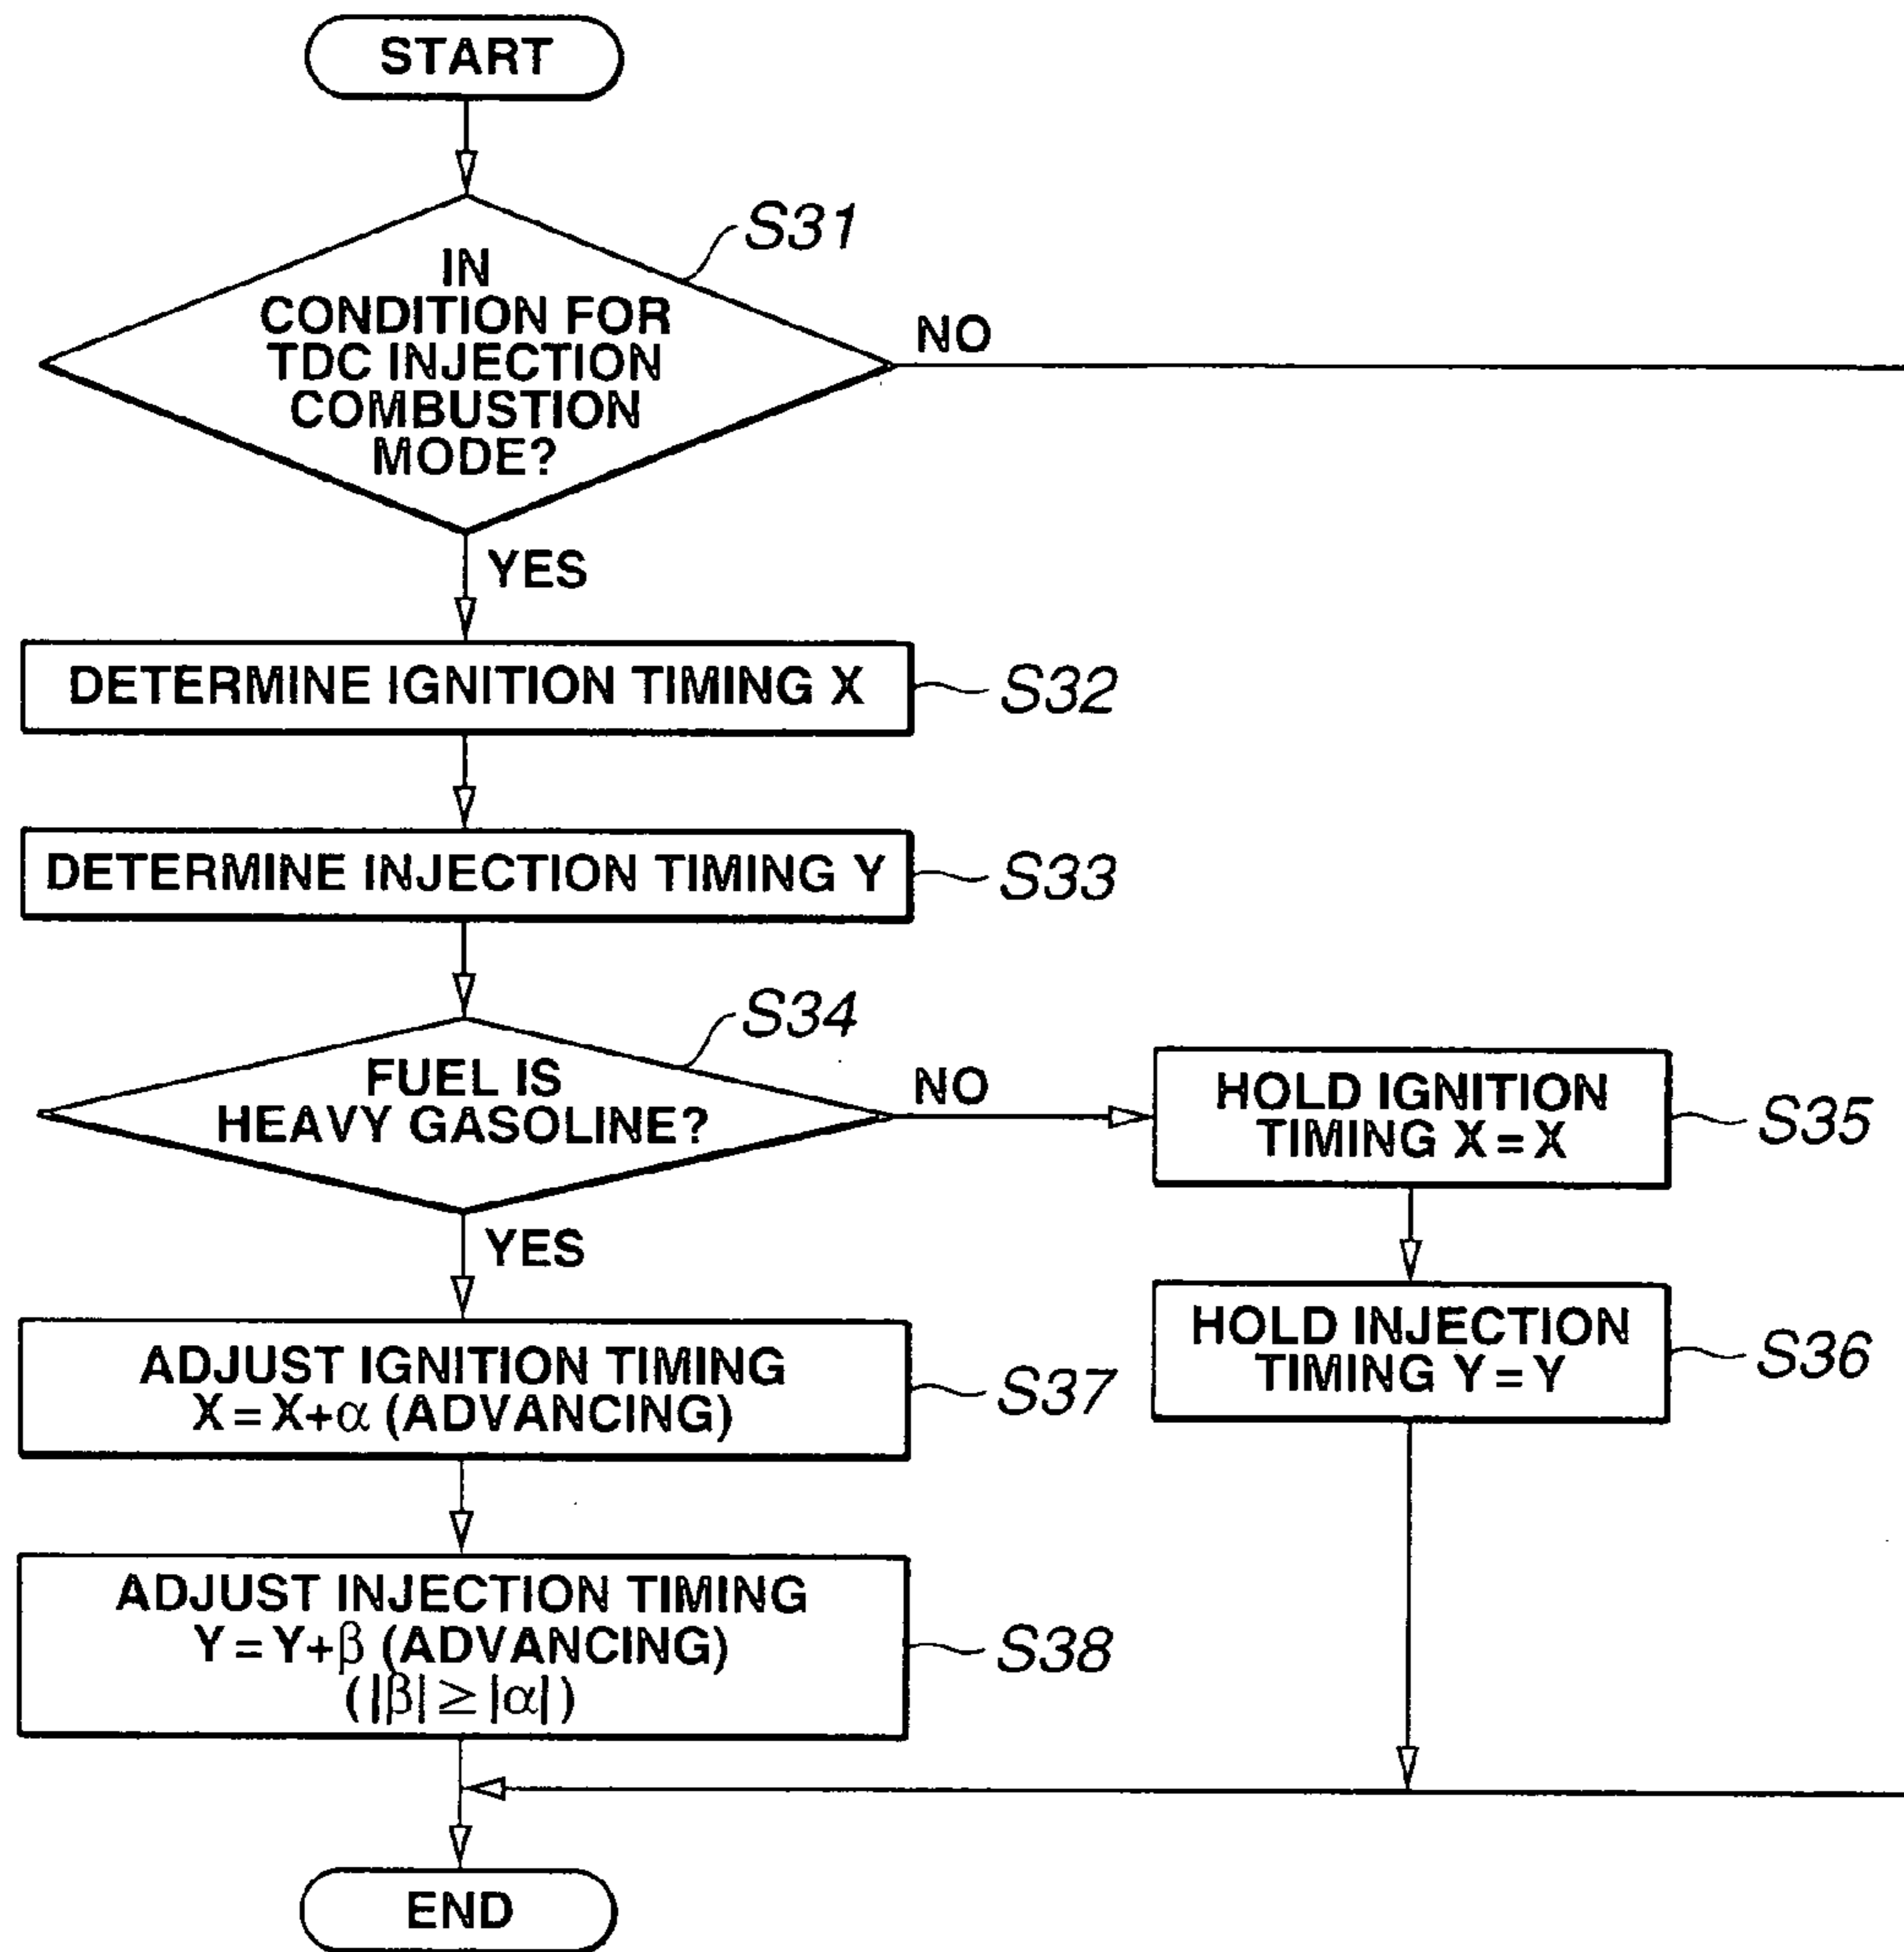 START
S31
IN
CONDITION FOR
TDC INJECTION
COMBUSTION
MODE?
NO
YES
DETERMINE IGNITION TIMING X
S32
DETERMINE INJECTION TIMING Y
S33
S34
FUEL IS
HEAVY GASOLINE?
NO
YES
HOLD IGNITION
TIMING X = X
S35
HOLD INJECTION
TIMING Y = Y
S36
ADJUST IGNITION TIMING
X = X+α (ADVANCING)
S37
ADJUST INJECTION TIMING
Y = Y+β (ADVANCING)
(|β| ≥ |α|)
S38
END